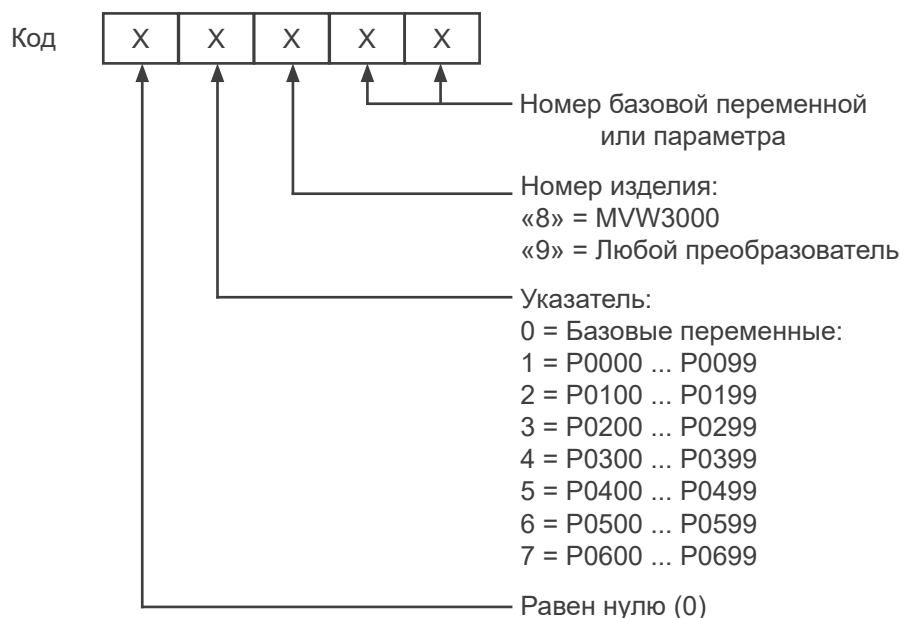 Код X X X X X
Номер базовой переменной
или параметра
Номер изделия:
«8» = MVW3000
«9» = Любой преобразователь
Указатель:
0 = Базовые переменные:
1 = P0000 ... P0099
2 = P0100 ... P0199
3 = P0200 ... P0299
4 = P0300 ... P0399
5 = P0400 ... P0499
6 = P0500 ... P0599
7 = P0600 ... P0699
Равен нулю (0)